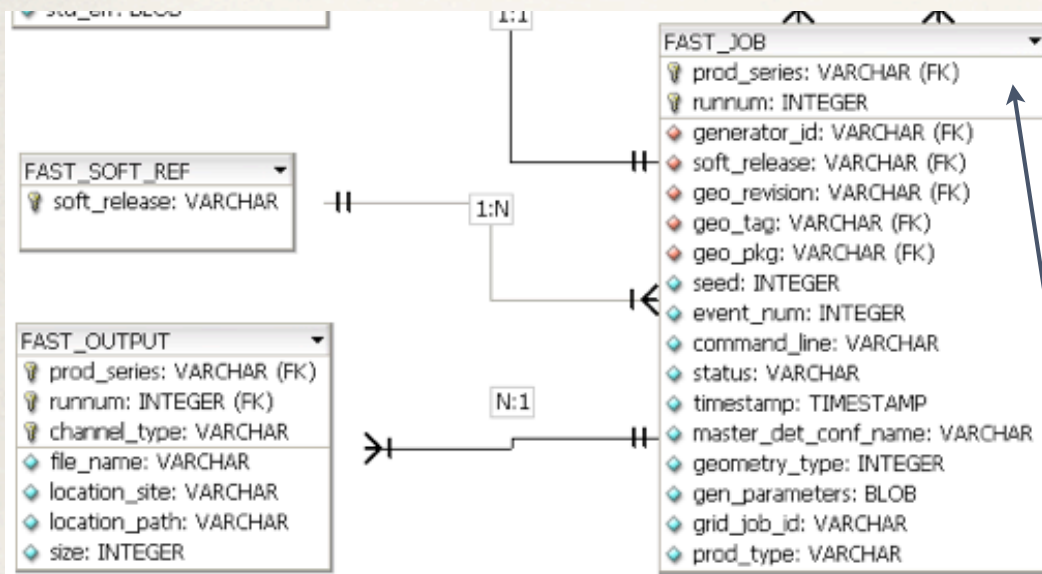 std_err: BLOB
1:1
FAST_JOB
prod_series: VARCHAR (FK)
runnum: INTEGER
generator_id: VARCHAR (FK)
soft_release: VARCHAR (FK)
geo_revision: VARCHAR (FK)
geo_tag: VARCHAR (FK)
geo_pkg: VARCHAR (FK)
seed: INTEGER
event_num: INTEGER
command_line: VARCHAR
status: VARCHAR
timestamp: TIMESTAMP
master_det_conf_name: VARCHAR
geometry_type: INTEGER
gen_parameters: BLOB
grid_job_id: VARCHAR
prod_type: VARCHAR
FAST_SOFT_REF
soft_release: VARCHAR
1:N
FAST_OUTPUT
prod_series: VARCHAR (FK)
runnum: INTEGER (FK)
channel_type: VARCHAR
file_name: VARCHAR
location_site: VARCHAR
location_path: VARCHAR
size: INTEGER
N:1